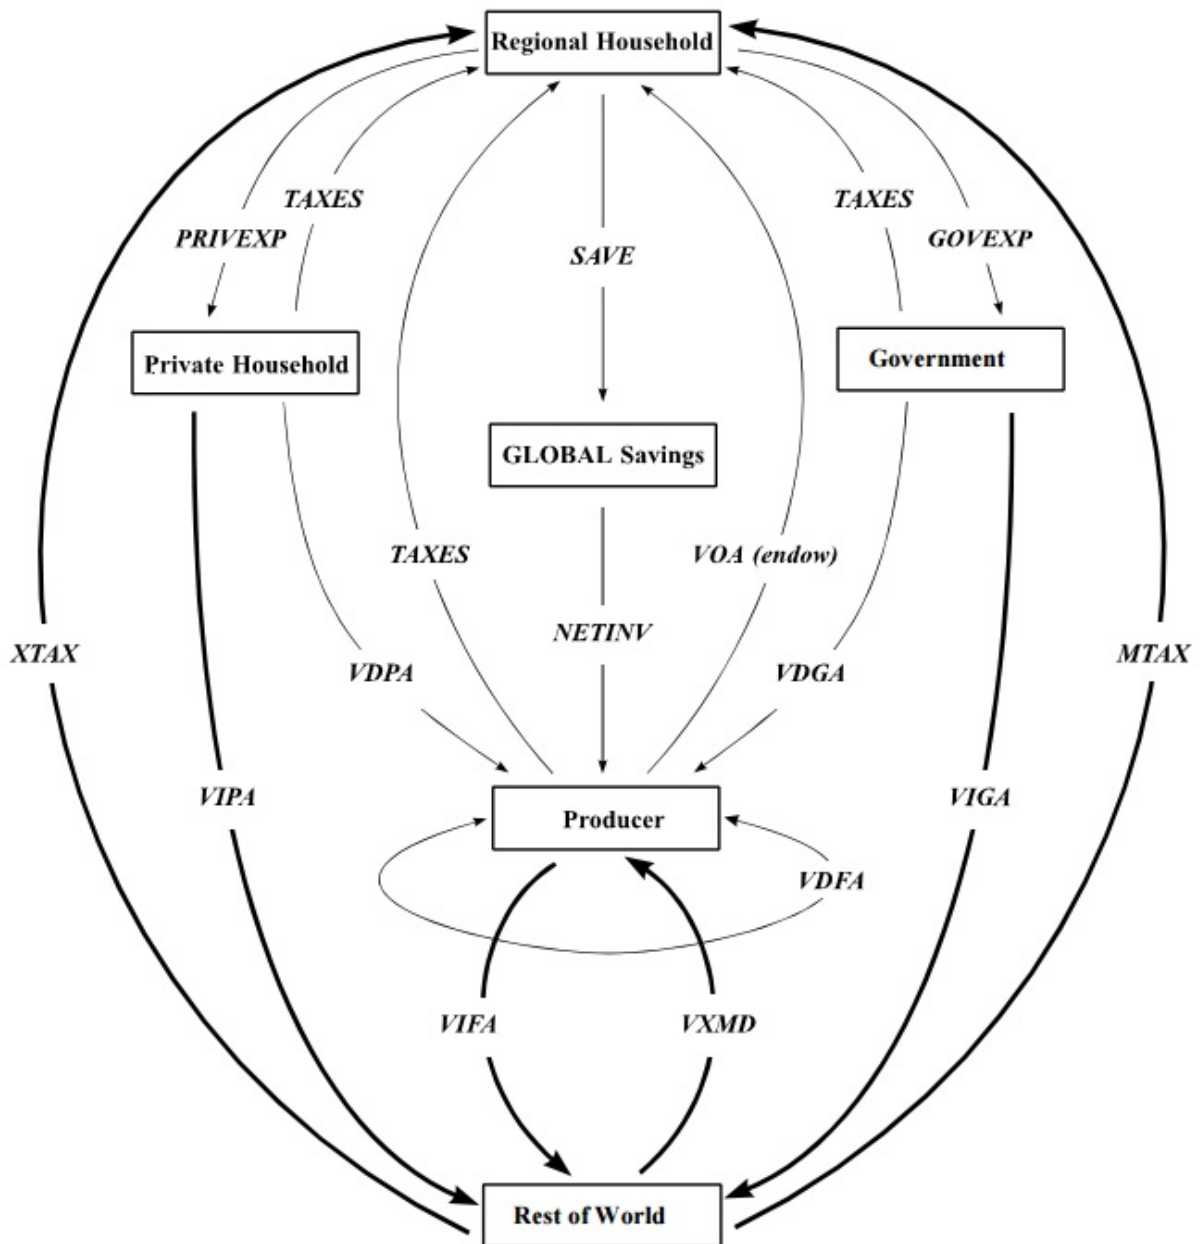 Regional Household
TAXES
TAXES
PRIVEXP
GOVEXP
SAVE
Private Household
Government
GLOBAL Savings
TAXES
VOA (endow)
NETINV
XTAX
MTAX
VDPA
VDGA
VIPA
VIGA
Producer
VDFA
VIFA
VXMD
Rest of World